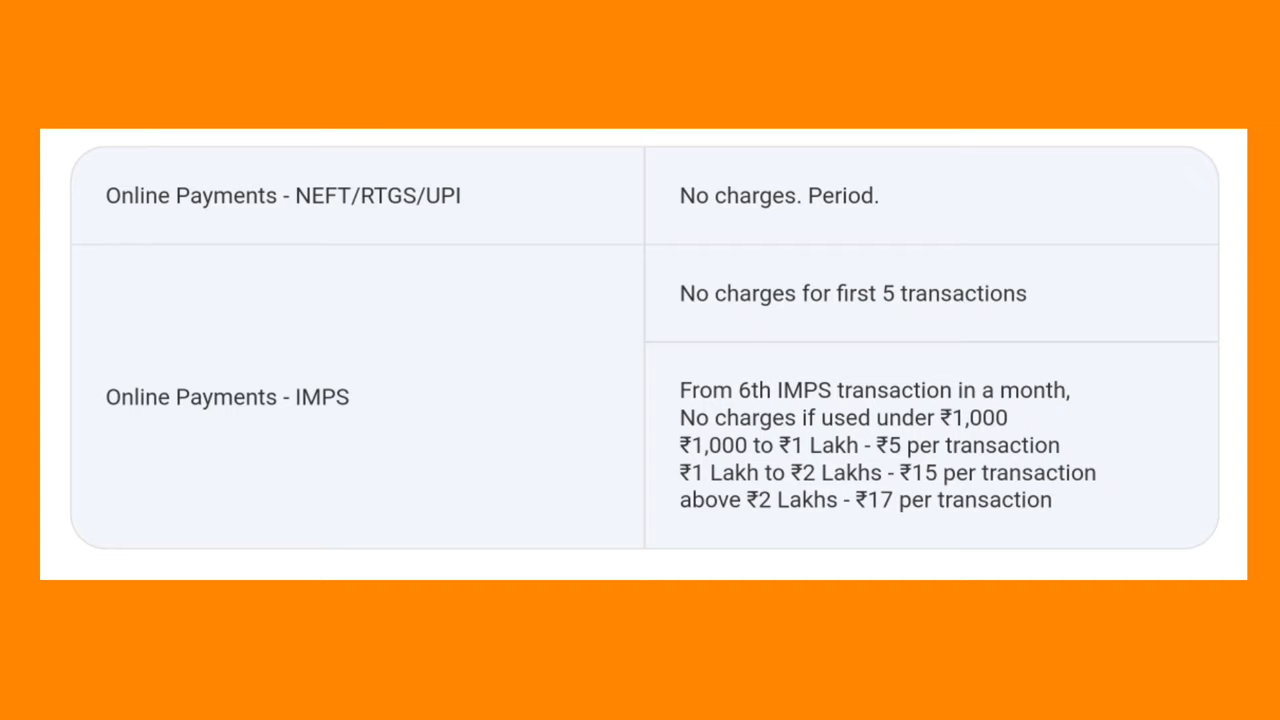 Online Payments - NEFT/RTGS/UPI
No charges. Period.
Online Payments - IMPS
No charges for first 5 transactions
From 6th IMPS transaction in a month,
No charges if used under ₹1,000
₹1,000 to ₹1 Lakh - ₹5 per transaction
₹1 Lakh to ₹2 Lakhs - ₹15 per transaction
above ₹2 Lakhs - ₹17 per transaction